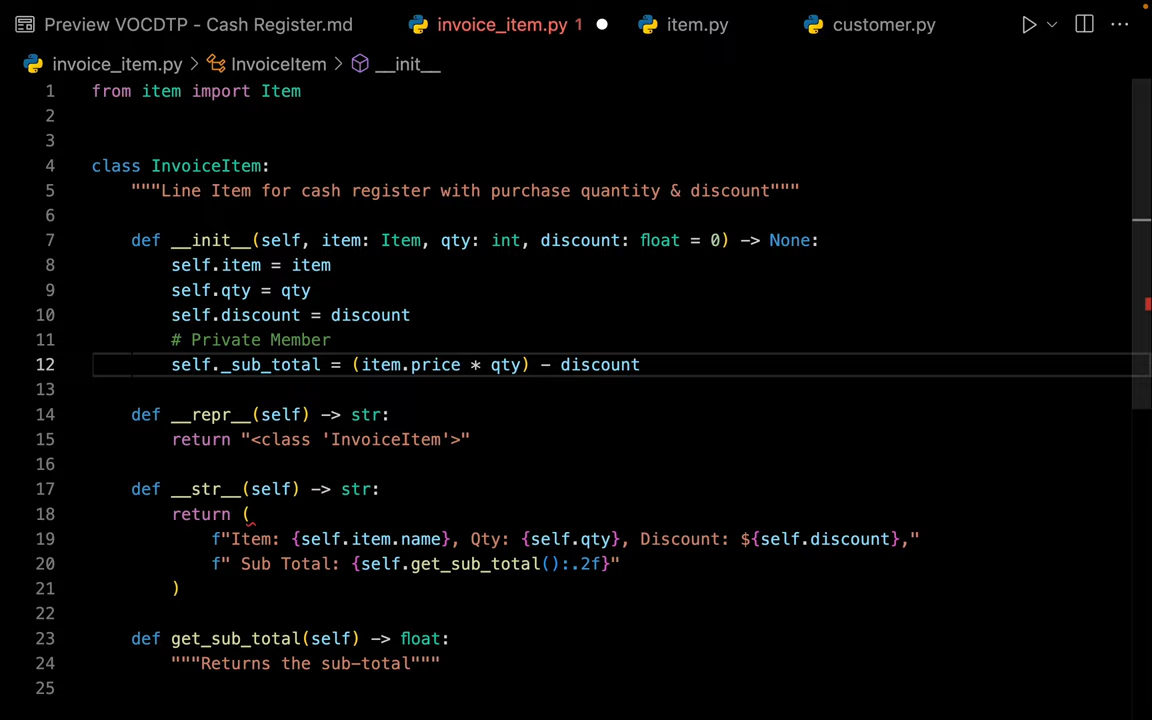 Preview VOCDTP - Cash Register.md invoice_item.py 1 item.py customer.py
invoice_item.py > InvoiceItem > __init__
1 from item import Item
2
3
4 class InvoiceItem:
5 """Line Item for cash register with purchase quantity & discount"""
6
7 def __init__(self, item: Item, qty: int, discount: float = 0) -> None:
8 self.item = item
9 self.qty = qty
10 self.discount = discount
11 # Private Member
12 self._sub_total = (item.price * qty) - discount
13
14 def __repr__(self) -> str:
15 return "<class 'InvoiceItem'>"
16
17 def __str__(self) -> str:
18 return (
19 f"Item: {self.item.name}, Qty: {self.qty}, Discount: ${self.discount},"
20 f" Sub Total: {self.get_sub_total():.2f}"
21 )
22
23 def get_sub_total(self) -> float:
24 """Returns the sub-total"""
25